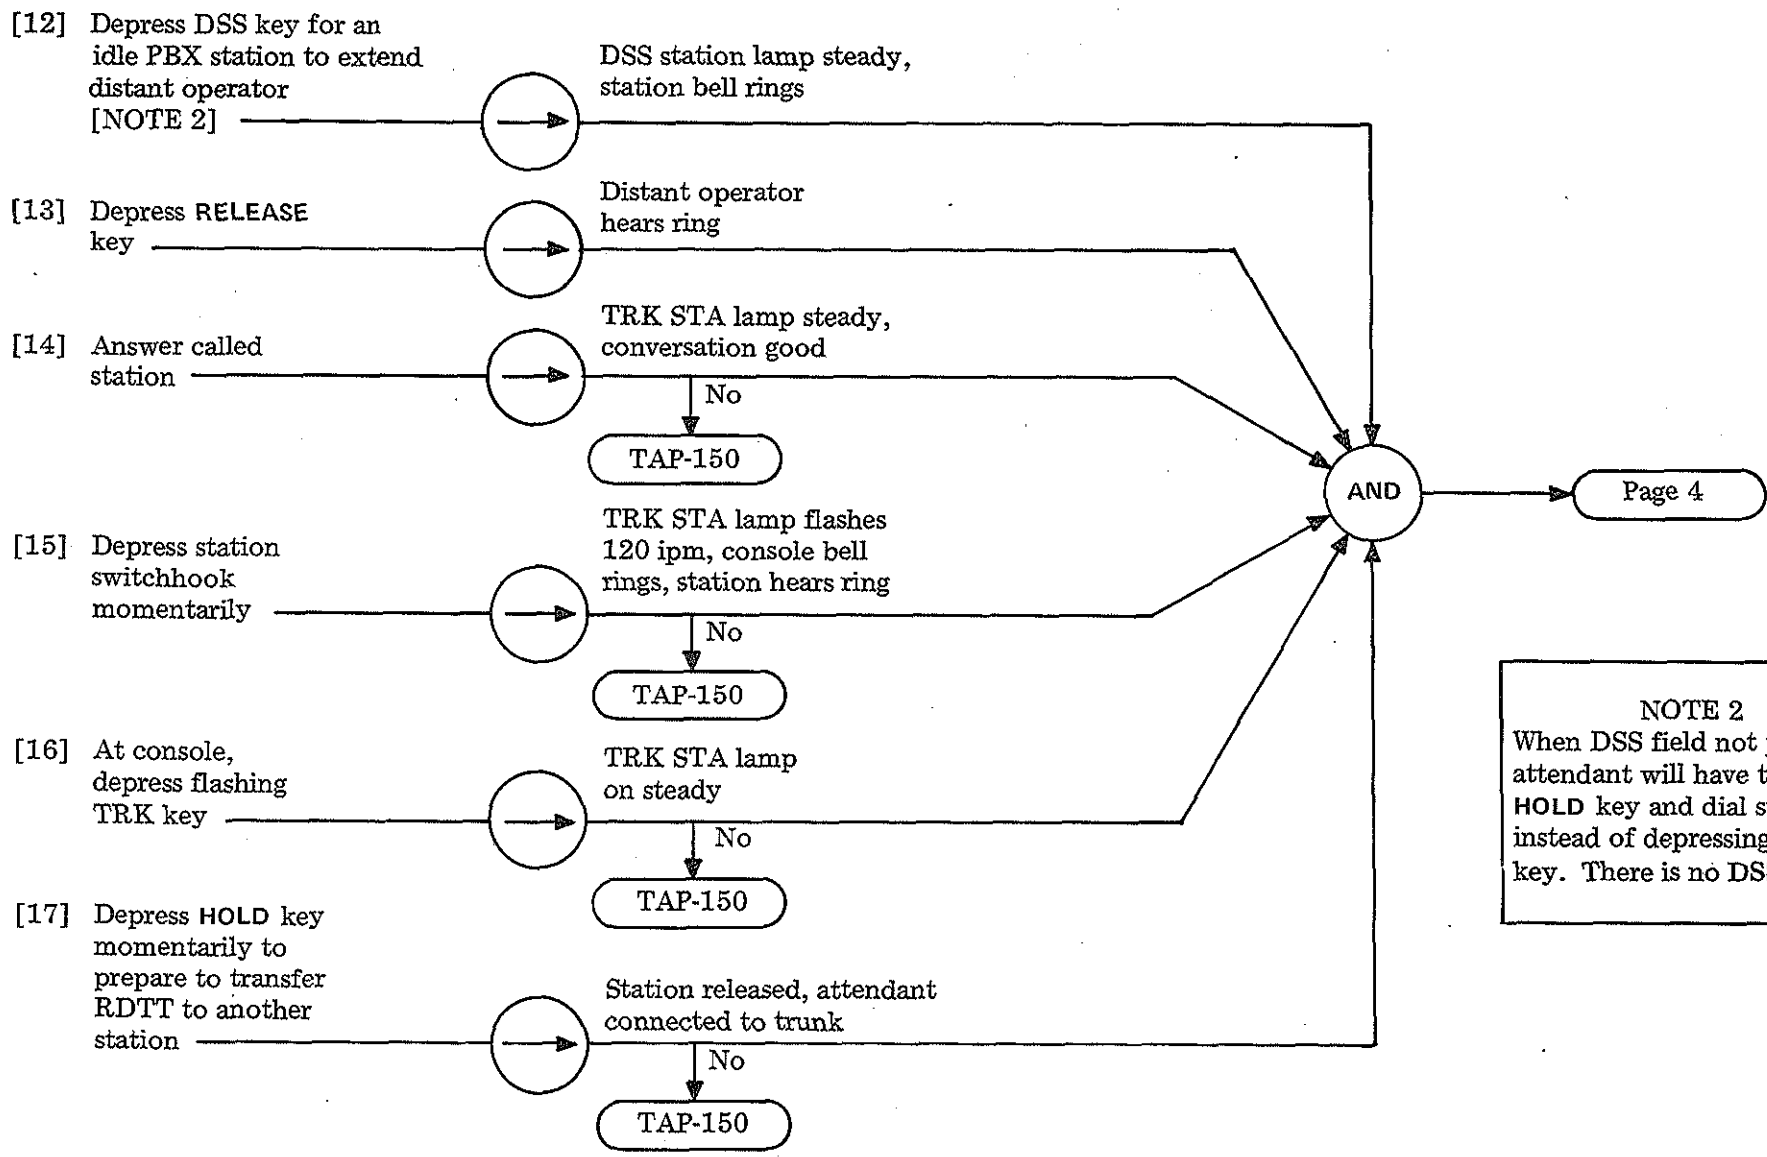 [12] Depress DSS key for an
idle PBX station to extend
distant operator
[NOTE 2]
DSS station lamp steady,
station bell rings
[13] Depress RELEASE
key
Distant operator
hears ring
[14] Answer called
station
TRK STA lamp steady,
conversation good
No
TAP-150
AND
Page 4
[15] Depress station
switchhook
momentarily
TRK STA lamp flashes
120 ipm, console bell
rings, station hears ring
No
TAP-150
[16] At console,
depress flashing
TRK key
TRK STA lamp
on steady
No
TAP-150
[17] Depress HOLD key
momentarily to
prepare to transfer
RDTT to another
station
Station released, attendant
connected to trunk
No
TAP-150
NOTE 2
When DSS field not
attendant will have
HOLD key and dial
instead of depressing
key. There is no